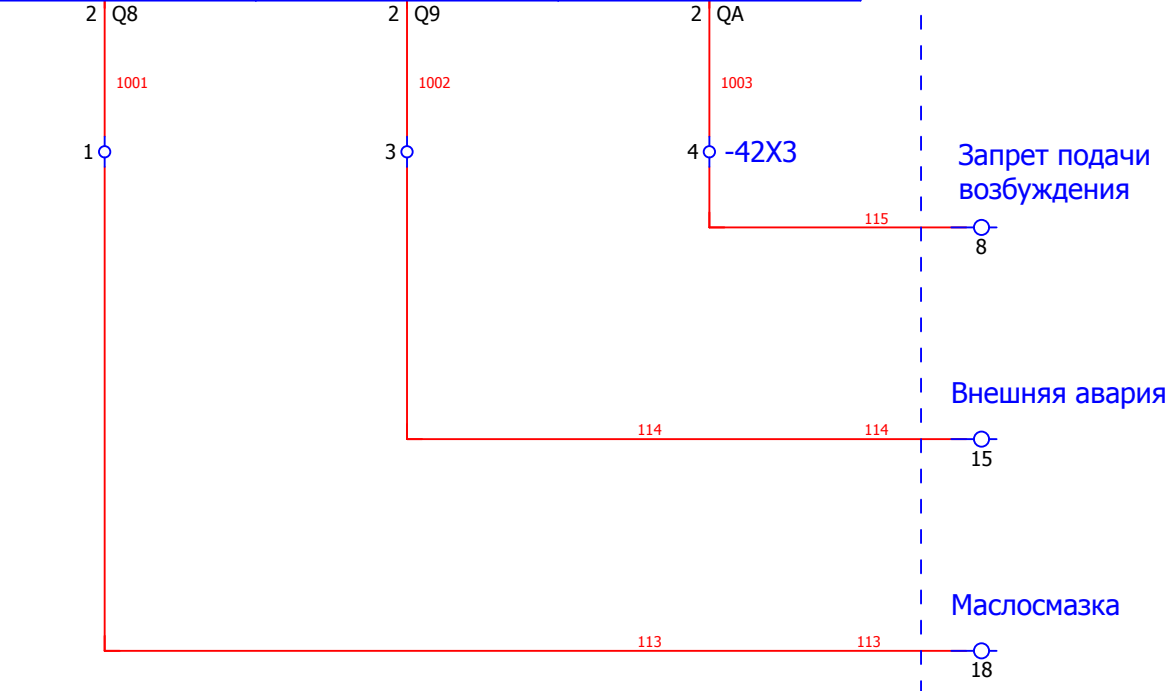 2 Q8
2 Q9
2 QA
1001
1002
1003
1
3
4 -42X3
Запрет подачи
возбуждения
115
8
Внешняя авария
114
114
15
Маслосмазка
113
113
18